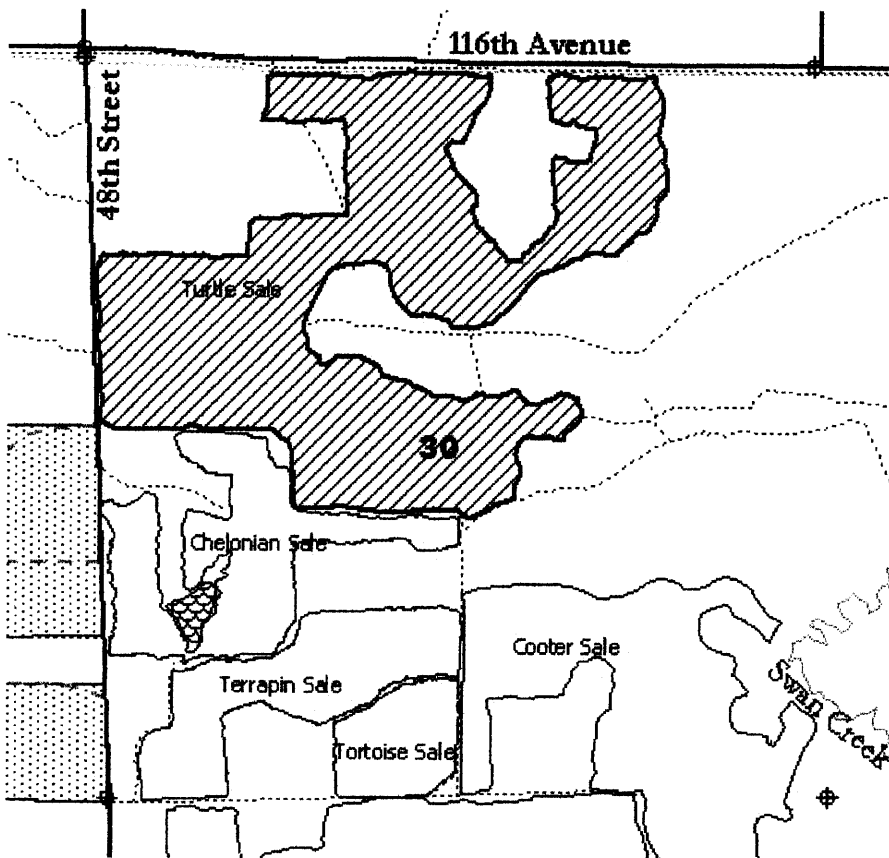 116th Avenue
48th Street
Turtle Sale
30
Chelonian Sale
Cooter Sale
Terrapin Sale
Swan Creek
Tortoise Sale